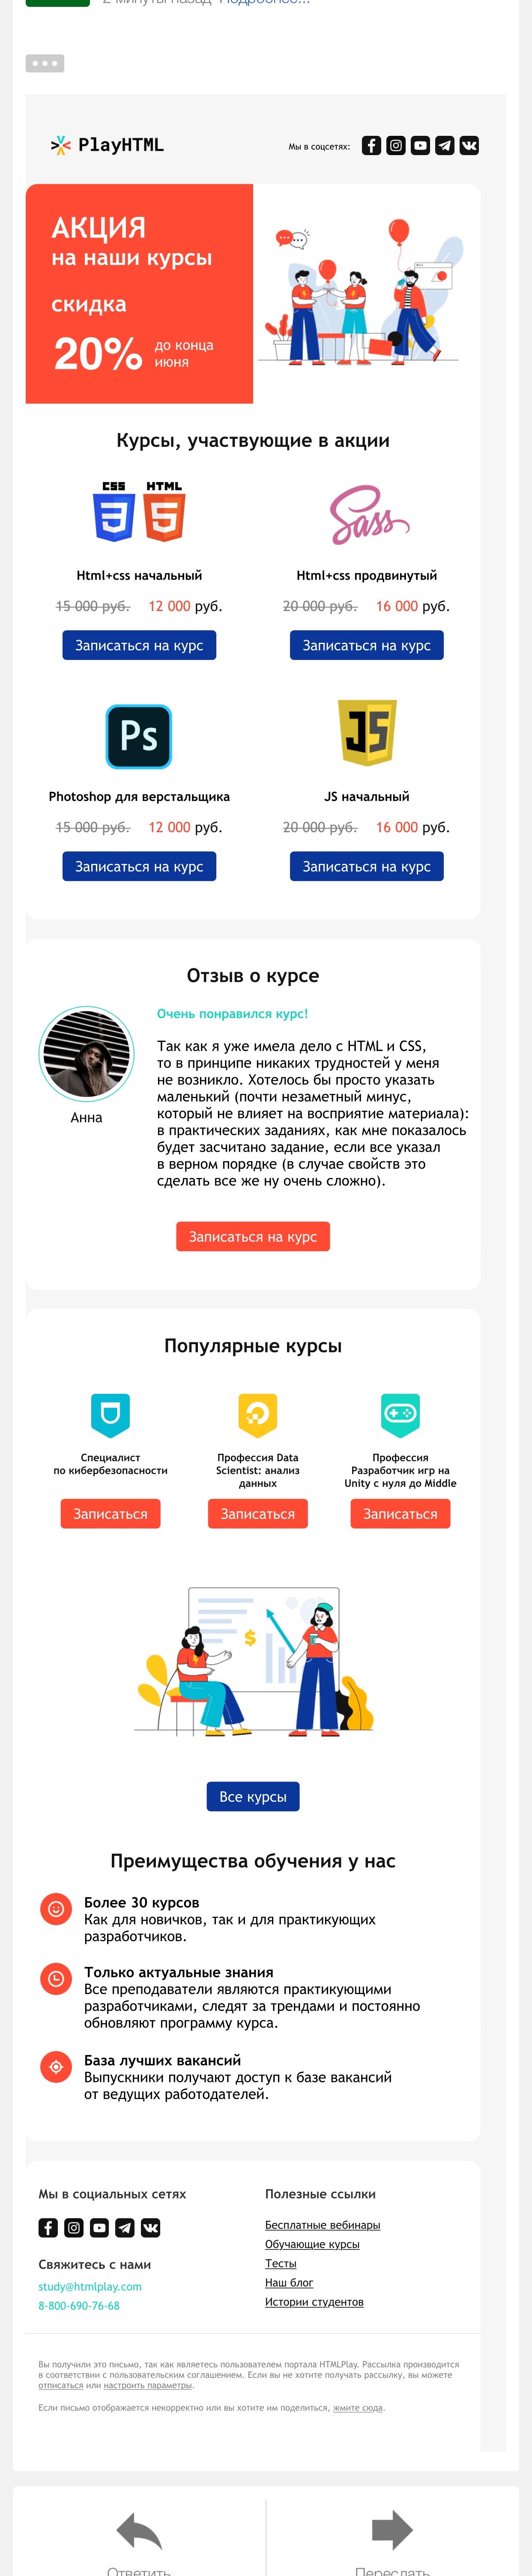 2 минуты назад Подробнее...
PlayHTML
Мы в соцсетях:
АКЦИЯ
на наши курсы
скидка
20% до конца
июня
Курсы, участвующие в акции
CSS HTML
3 5
Sass
Html+css начальный
Html+css продвинутый
15 000 руб. 12 000 руб.
20 000 руб. 16 000 руб.
Записаться на курс
Записаться на курс
Ps
JS
Photoshop для верстальщика
JS начальный
15 000 руб. 12 000 руб.
20 000 руб. 16 000 руб.
Записаться на курс
Записаться на курс
Отзыв о курсе
Анна
Очень понравился курс!
Так как я уже имела дело с HTML и CSS,
то в принципе никаких трудностей у меня
не возникло. Хотелось бы просто указать
маленький (почти незаметный минус,
который не влияет на восприятие материала):
в практических заданиях, как мне показалось
будет засчитано задание, если все указал
в верном порядке (в случае свойств это
сделать все же ну очень сложно).
Записаться на курс
Популярные курсы
Специалист
по кибербезопасности
Записаться
Профессия Data
Scientist: анализ
данных
Записаться
Профессия
Разработчик игр на
Unity с нуля до Middle
Записаться
$
Все курсы
Преимущества обучения у нас
Более 30 курсов
Как для новичков, так и для практикующих
разработчиков.
Только актуальные знания
Все преподаватели являются практикующими
разработчиками, следят за трендами и постоянно
обновляют программу курса.
База лучших вакансий
Выпускники получают доступ к базе вакансий
от ведущих работодателей.
Мы в социальных сетях
Свяжитесь с нами
study@htmlplay.com
8-800-690-76-68
Полезные ссылки
Бесплатные вебинары
Обучающие курсы
Тесты
Наш блог
Истории студентов
Вы получили это письмо, так как являетесь пользователем портала HTMLPlay. Рассылка производится
в соответствии с пользовательским соглашением. Если вы не хотите получать рассылку, вы можете
отписаться или настроить параметры.
Если письмо отображается некорректно или вы хотите им поделиться, жмите сюда.
Ответить
Переслать